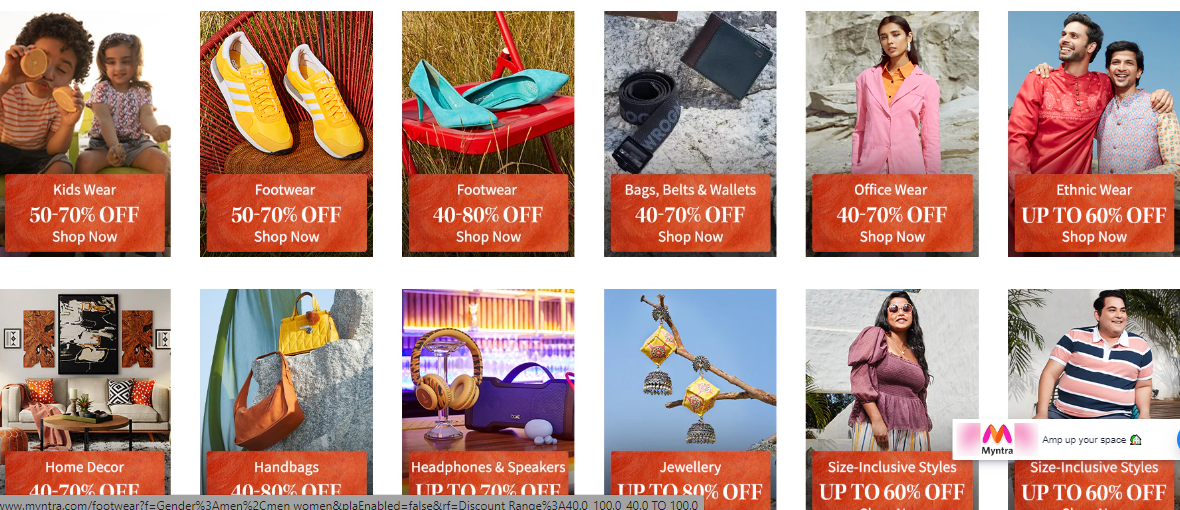 Kids Wear
50-70% OFF
Shop Now
Footwear
50-70% OFF
Shop Now
Footwear
40-80% OFF
Shop Now
Bags, Belts & Wallets
40-70% OFF
Shop Now
Office Wear
40-70% OFF
Shop Now
Ethnic Wear
UP TO 60% OFF
Shop Now
Home Decor
40-70% OFF
Handbags
40-80% OFF
Headphones & Speakers
UP TO 70% OFF
Jewellery
UP TO 80% OFF
Size-Inclusive Styles
UP TO 60% OFF
Size-Inclusive Styles
UP TO 60% OFF
Myntra
Amp up your space 🏡
www.myntra.com/footwear?f=Gender%3Amen%2Cmen women&plaEnabled=false&rf=Discount Range%3A40.0_100.0_40.0 TO 100.0